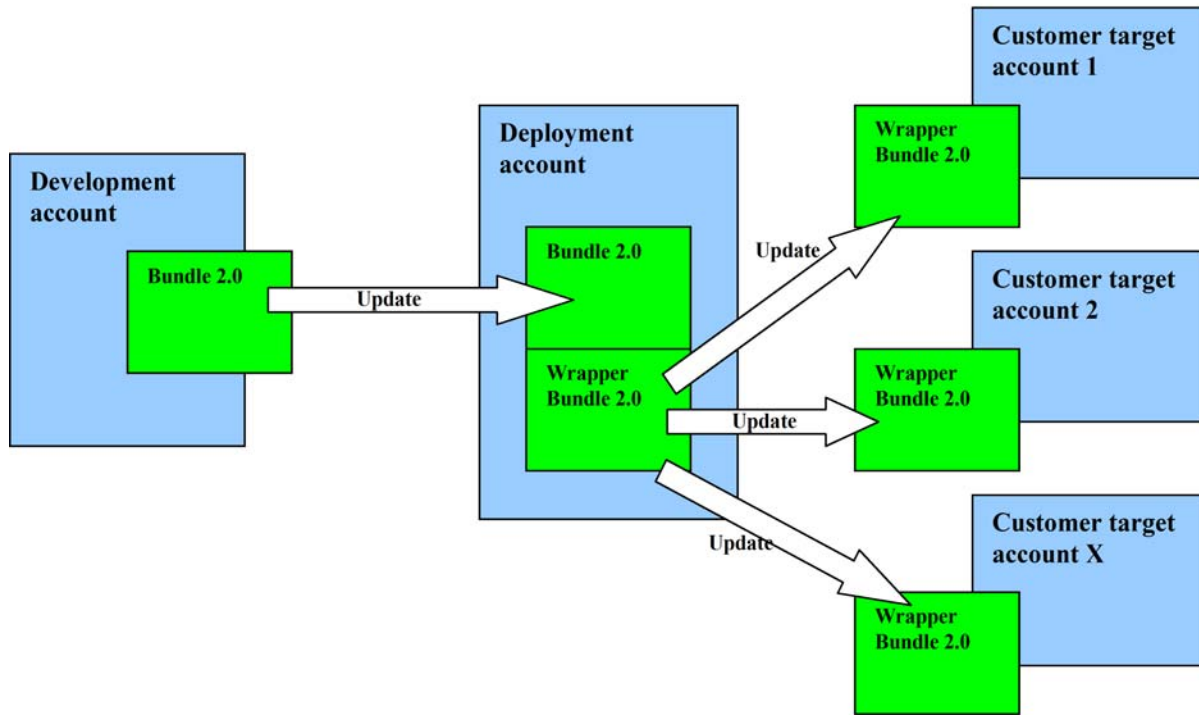 Development
account
Bundle 2.0
Update
Deployment
account
Bundle 2.0
Wrapper
Bundle 2.0
Update
Update
Update
Customer target
account 1
Wrapper
Bundle 2.0
Customer target
account 2
Wrapper
Bundle 2.0
Customer target
account X
Wrapper
Bundle 2.0